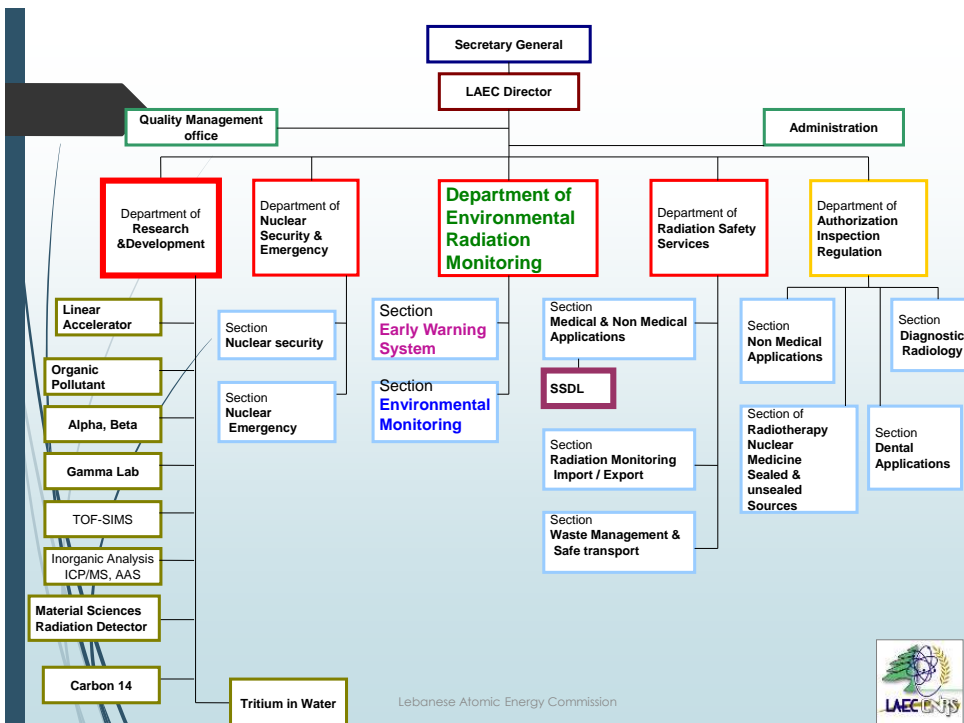 Secretary General
LAEC Director
Quality Management
office
Administration
Department of
Research
&Development
Department of
Nuclear
Security &
Emergency
Department of
Environmental
Radiation
Monitoring
Department of
Radiation Safety
Services
Department of
Authorization
Inspection
Regulation
Linear
Accelerator
Organic
Pollutant
Alpha, Beta
Gamma Lab
TOF-SIMS
Inorganic Analysis
ICP/MS, AAS
Material Sciences
Radiation Detector
Carbon 14
Tritium in Water
Section
Nuclear security
Section
Nuclear
Emergency
Section
Early Warning
System
Section
Environmental
Monitoring
Section
Medical & Non Medical
Applications
SSDL
Section
Radiation Monitoring
Import / Export
Section
Waste Management &
Safe transport
Section
Non Medical
Applications
Section
Diagnostic
Radiology
Section of
Radiotherapy
Nuclear
Medicine
Sealed &
unsealed
Sources
Section
Dental
Applications
Lebanese Atomic Energy Commission
LAEC CNRS